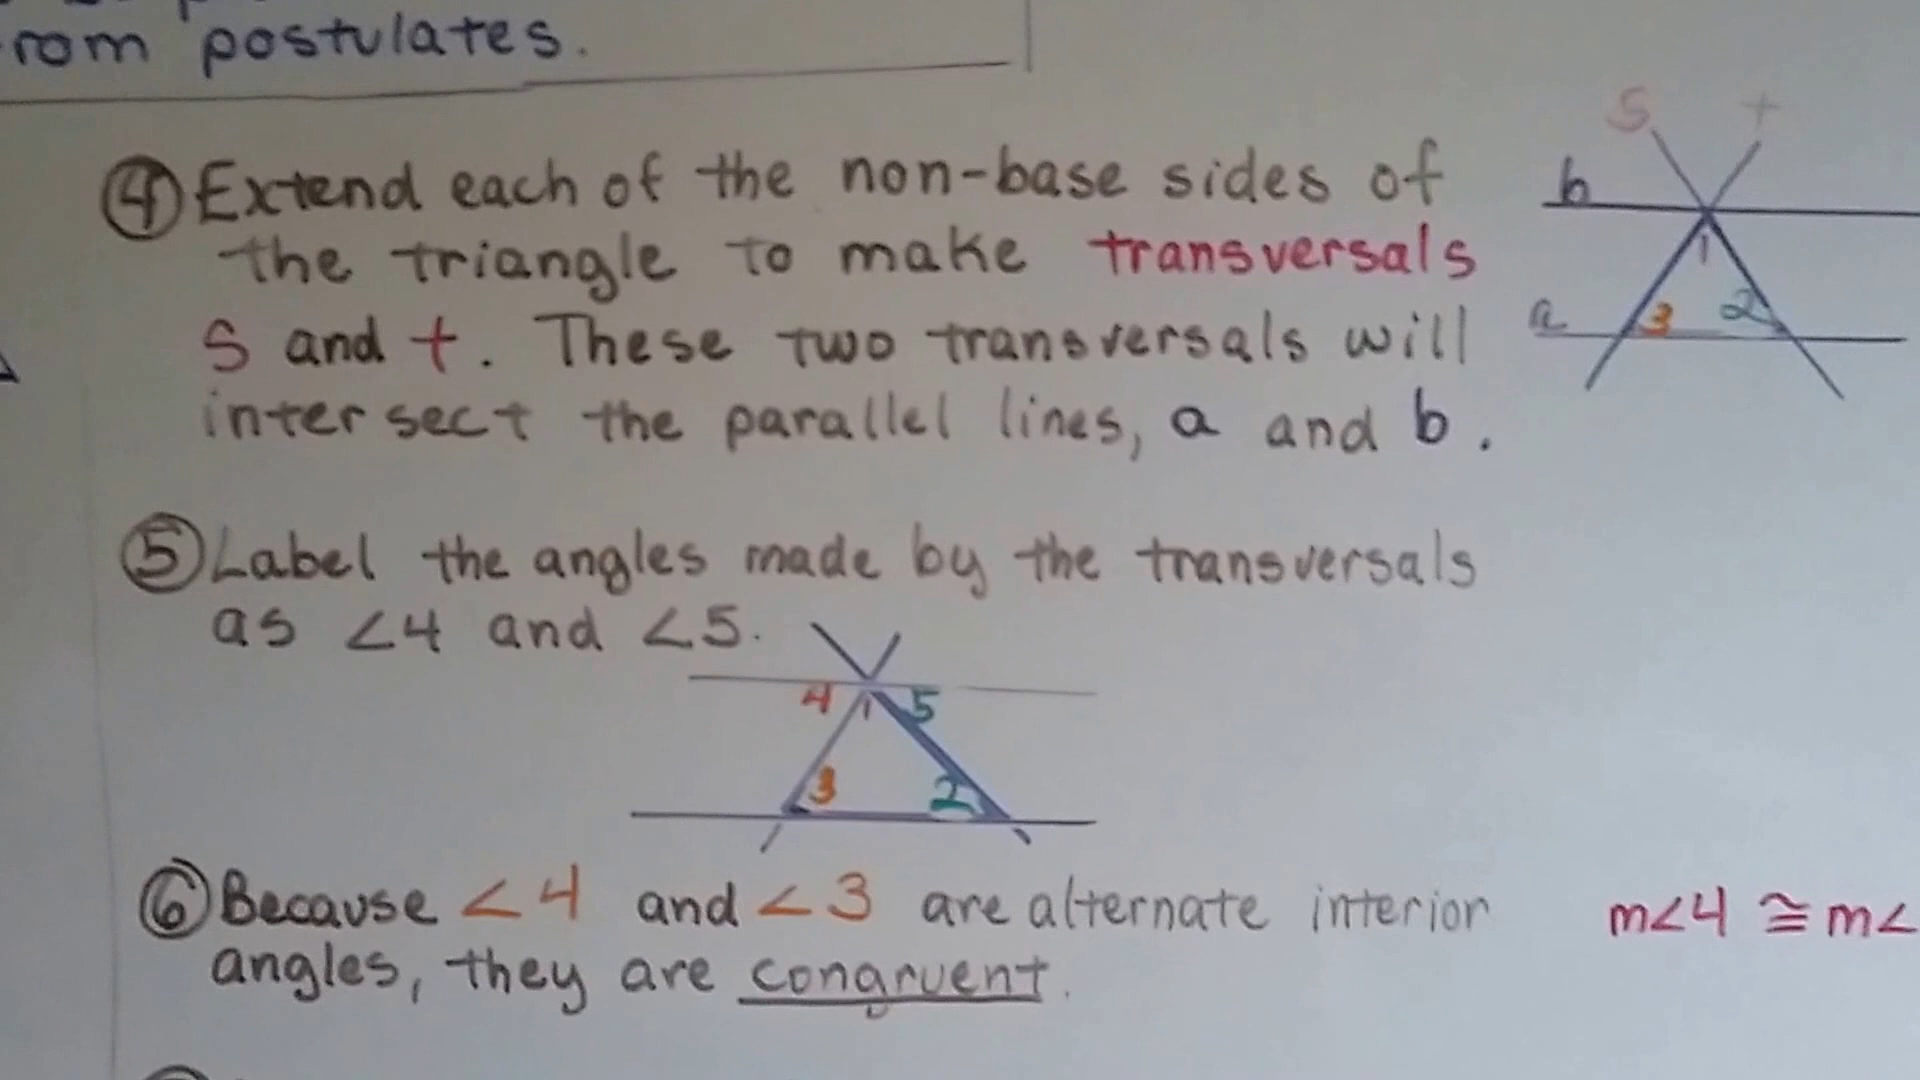 rom postulates.
④ Extend each of the non-base sides of
the triangle to make transversals
s and t. These two transversals will
intersect the parallel lines, a and b.
s t
b
1
a 3 2
⑤ Label the angles made by the transversals
as ∠4 and ∠5.
4 1 5
3 2
⑥ Because ∠4 and ∠3 are alternate interior
angles, they are congruent.
m∠4 ≅ m∠